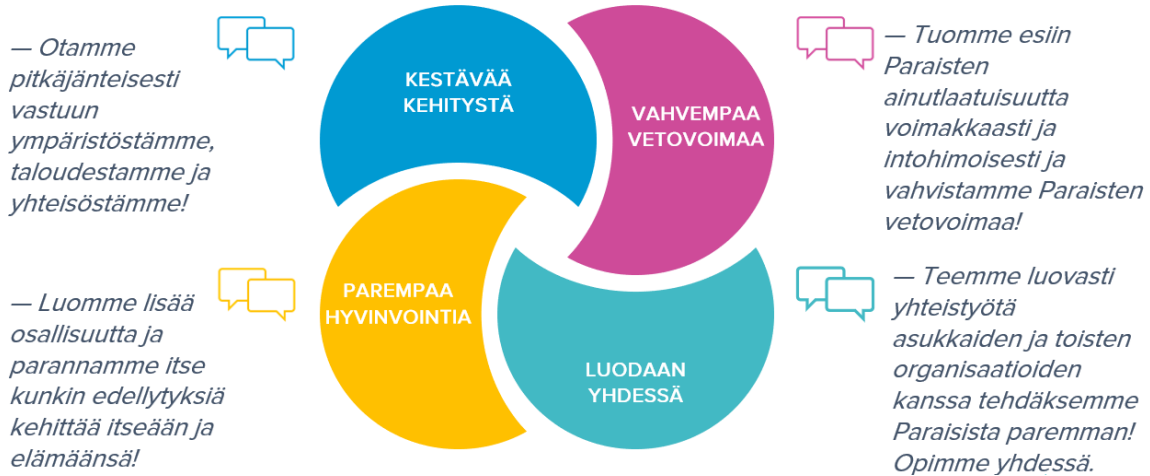 — Otamme
pitkäjänteisesti
vastuun
ympäristöstämme,
taloudestamme ja
yhteisöstämme!
KESTÄVÄÄ
KEHITYSTÄ
VAHVEMPAA
VETOVOIMAA
— Tuomme esiin
Paraisten
ainutlaatuisuutta
voimakkaasti ja
intohimoisesti ja
vahvistamme Paraisten
vetovoimaa!
— Luomme lisää
osallisuutta ja
parannamme itse
kunkin edellytyksiä
kehittää itseään ja
elämäänsä!
PAREMPAA
HYVINVOINTIA
LUODAAN
YHDESSÄ
— Teemme luovasti
yhteistyötä
asukkaiden ja toisten
organisaatioiden
kanssa tehdäksemme
Paraisista paremman!
Opimme yhdessä.